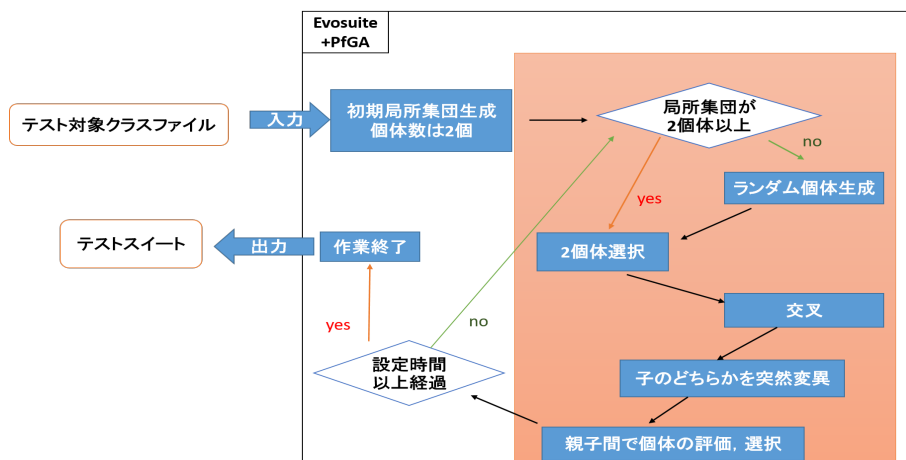 Evosuite
+PfGA
テスト対象クラスファイル
入力
初期局所集団生成
個体数は2個
局所集団が
2個体以上
no
ランダム個体生成
yes
2個体選択
交叉
子のどちらかを突然変異
親子間で個体の評価, 選択
設定時間
以上経過
no
yes
作業終了
出力
テストスイート